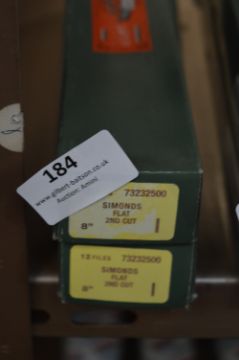 184
www.gilbert-baitson.co.uk
Auction: Amini
73232500
SIMONDS
FLAT
2ND CUT
8"
12 FILES 73232500
SIMONDS
FLAT
2ND CUT
8"